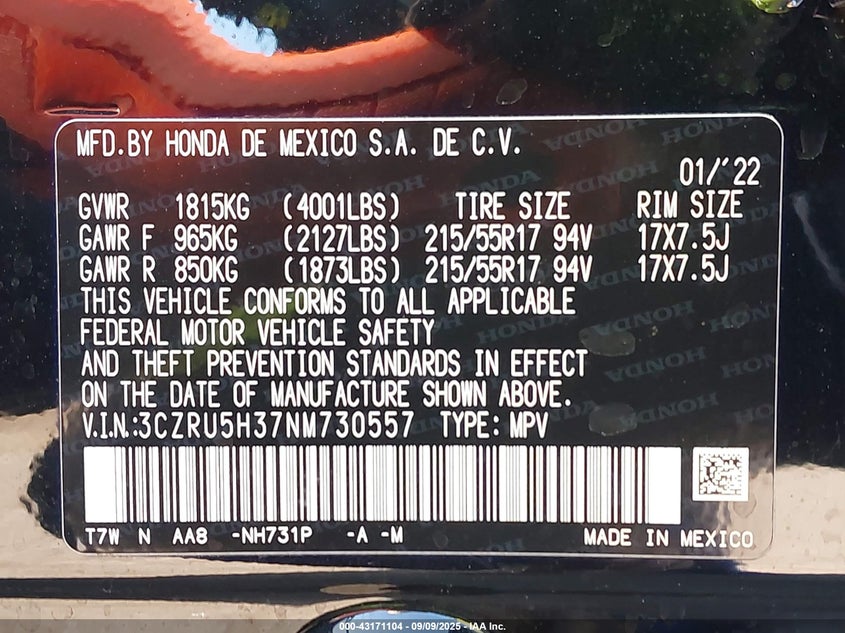 MFD.BY HONDA DE MEXICO S.A. DE C.V.
01/'22
GVWR 1815KG (4001LBS) TIRE SIZE RIM SIZE
GAWR F 965KG (2127LBS) 215/55R17 94V 17X7.5J
GAWR R 850KG (1873LBS) 215/55R17 94V 17X7.5J
THIS VEHICLE CONFORMS TO ALL APPLICABLE
FEDERAL MOTOR VEHICLE SAFETY
AND THEFT PREVENTION STANDARDS IN EFFECT
ON THE DATE OF MANUFACTURE SHOWN ABOVE.
V.I.N.:3CZRU5H37NM730557 TYPE: MPV
T7W N AA8 -NH731P -A -M MADE IN MEXICO
000-43171104 - 09/09/2025 - IAA Inc.